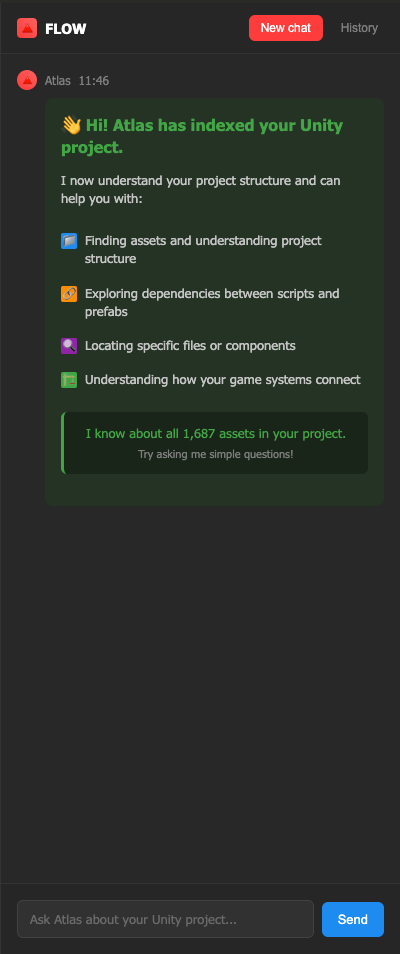 FLOW
New chat
History
Atlas 11:46
👋 Hi! Atlas has indexed your Unity
project.
I now understand your project structure and can
help you with:
Finding assets and understanding project
structure
Exploring dependencies between scripts and
prefabs
Locating specific files or components
Understanding how your game systems connect
I know about all 1,687 assets in your project.
Try asking me simple questions!
Ask Atlas about your Unity project...
Send